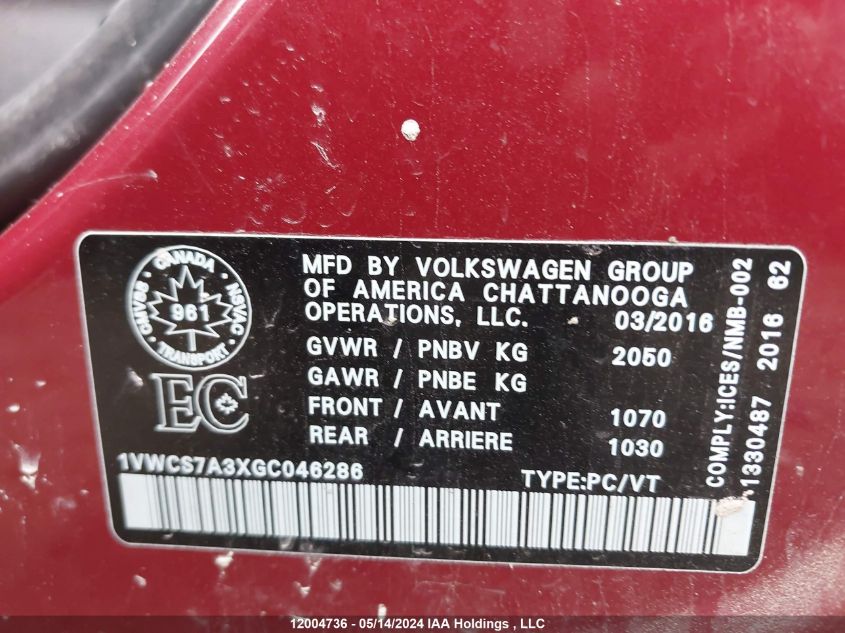 CANADA
CMVSS
NSVAC
961
TRANSPORT
EC
MFD BY VOLKSWAGEN GROUP
OF AMERICA CHATTANOOGA
OPERATIONS, LLC. 03/2016
GVWR / PNBV KG 2050
GAWR / PNBE KG
FRONT / AVANT 1070
REAR / ARRIERE 1030
1VWCS7A3XGC046286 TYPE:PC/VT
COMPLY:ICES/NMB-002
1330487 2016 62
12004736 - 05/14/2024 IAA Holdings , LLC